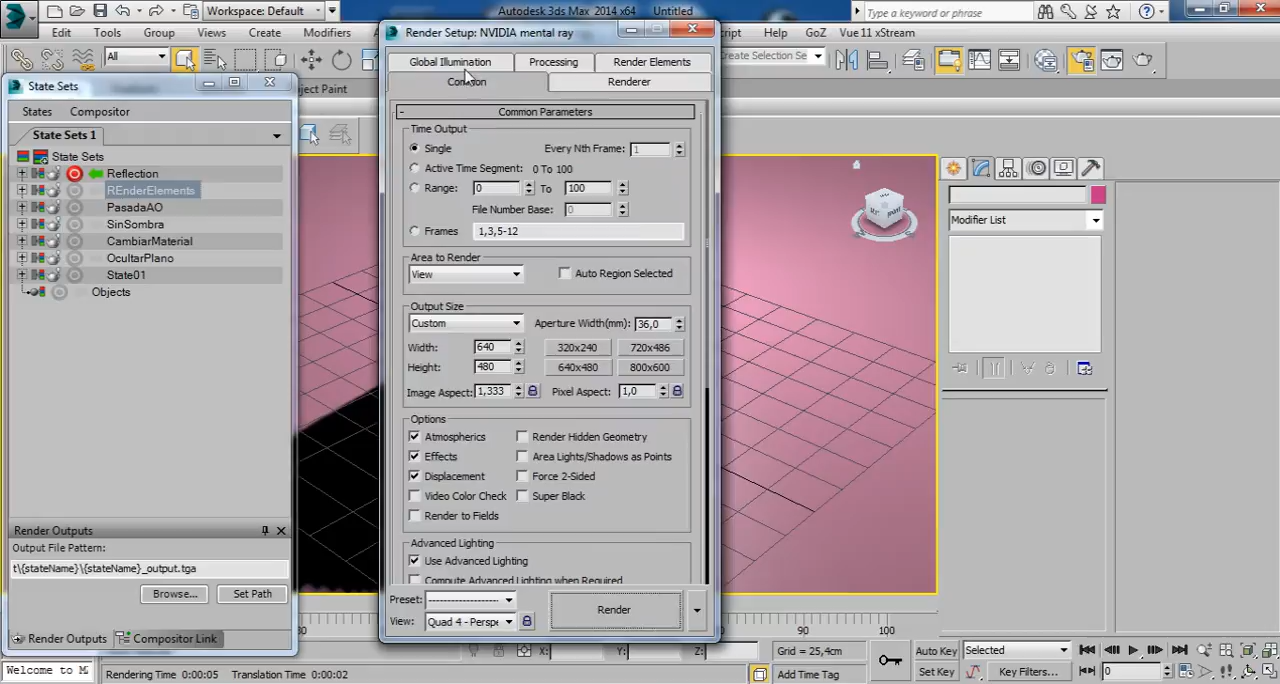 Workspace: Default
Autodesk 3ds Max 2014 x64 Untitled
Type a keyword or phrase
Edit Tools Group Views Create Modifiers
Help GoZ Vue 11 xStream
All
Create Selection Se
ject Paint
State Sets
States Compositor
State Sets 1
State Sets
Reflection
REnderElements
PasadaAO
SinSombra
CambiarMaterial
OcultarPlano
State01
Objects
Render Outputs
Output File Pattern:
t\{stateName}\{stateName}_output.tga
Browse... Set Path
Render Outputs Compositor Link
Render Setup: NVIDIA mental ray
Global Illumination Processing Render Elements
Common Renderer
- Common Parameters
Time Output
Single Every Nth Frame: 1
Active Time Segment: 0 To 100
Range: 0 To 100
File Number Base: 0
Frames 1,3,5-12
Area to Render
View Auto Region Selected
Output Size
Custom Aperture Width(mm): 36,0
Width: 640 320x240 720x486
Height: 480 640x480 800x600
Image Aspect: 1,333 Pixel Aspect: 1,0
Options
Atmospherics Render Hidden Geometry
Effects Area Lights/Shadows as Points
Displacement Force 2-Sided
Video Color Check Super Black
Render to Fields
Advanced Lighting
Use Advanced Lighting
Compute Advanced Lighting when Required
Preset: --------------------
View: Quad 4 - Perspe
Render
Modifier List
90 100
X: Y: Z:
Grid = 25,4cm
Auto Key Selected
Set Key Key Filters...
0
Add Time Tag
Welcome to M
Rendering Time 0:00:05 Translation Time 0:00:02